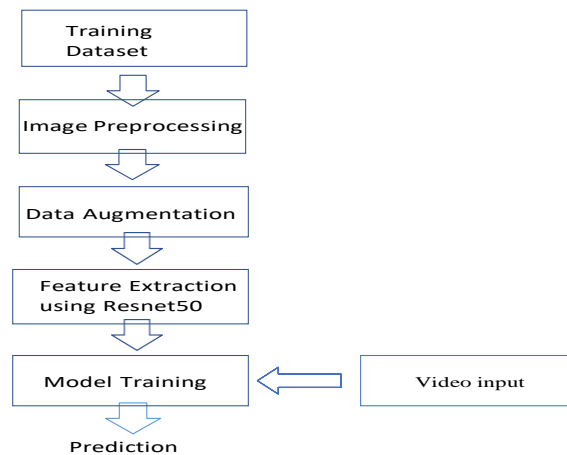 Training
Dataset
Image Preprocessing
Data Augmentation
Feature Extraction
using Resnet50
Model Training
Video input
Prediction